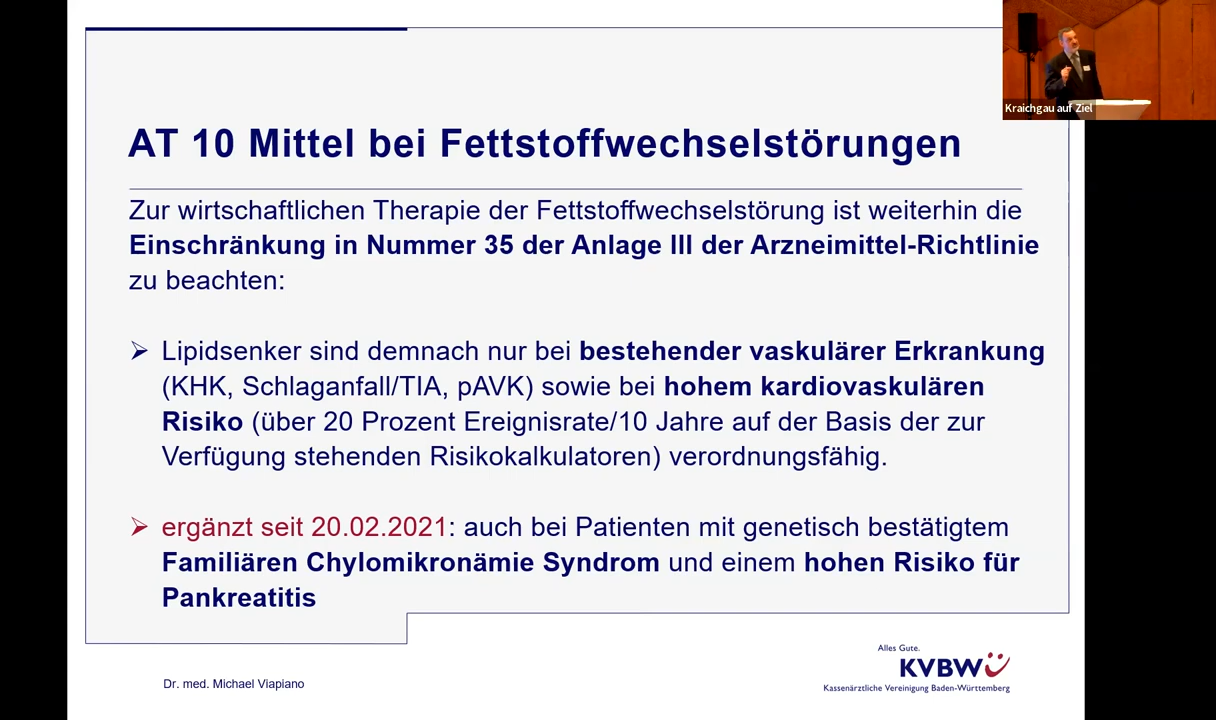 Kraichgau auf Ziel
AT 10 Mittel bei Fettstoffwechselstörungen
Zur wirtschaftlichen Therapie der Fettstoffwechselstörung ist weiterhin die
Einschränkung in Nummer 35 der Anlage III der Arzneimittel-Richtlinie
zu beachten:
Lipidsenker sind demnach nur bei bestehender vaskulärer Erkrankung
(KHK, Schlaganfall/TIA, pAVK) sowie bei hohem kardiovaskulären
Risiko (über 20 Prozent Ereignisrate/10 Jahre auf der Basis der zur
Verfügung stehenden Risikokalkulatoren) verordnungsfähig.
ergänzt seit 20.02.2021: auch bei Patienten mit genetisch bestätigtem
Familiären Chylomikronämie Syndrom und einem hohen Risiko für
Pankreatitis
Alles Gute.
KVBW
Kassenärztliche Vereinigung Baden-Württemberg
Dr. med. Michael Viapiano